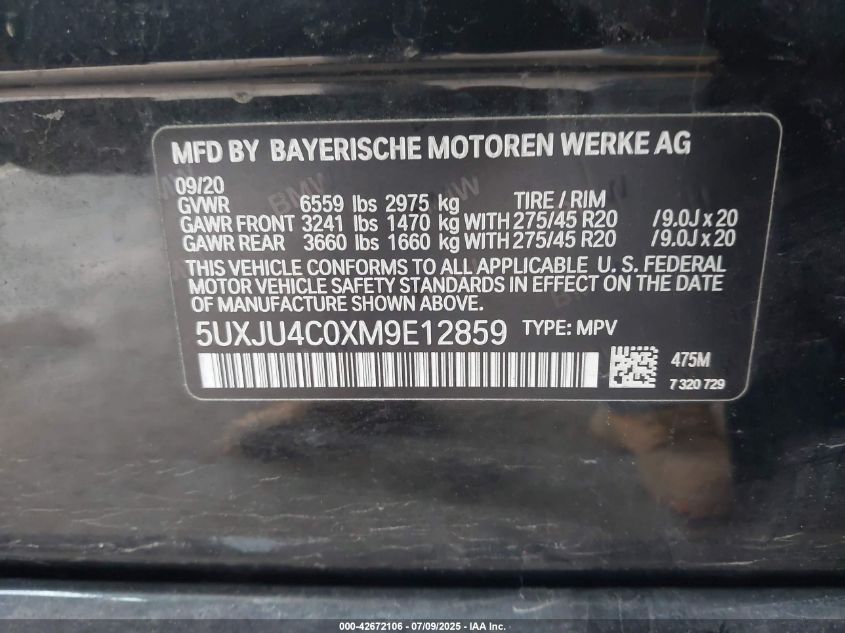 MFD BY BAYERISCHE MOTOREN WERKE AG
09/20
GVWR 6559 lbs 2975 kg TIRE / RIM
GAWR FRONT 3241 lbs 1470 kg WITH 275/45 R20 /9.0J x 20
GAWR REAR 3660 lbs 1660 kg WITH 275/45 R20 /9.0J x 20
THIS VEHICLE CONFORMS TO ALL APPLICABLE U. S. FEDERAL
MOTOR VEHICLE SAFETY STANDARDS IN EFFECT ON THE DATE
OF MANUFACTURE SHOWN ABOVE.
5UXJU4C0XM9E12859 TYPE: MPV
475M
7 320 729
000-42672106 | 07/09/2025 - IAA Inc.